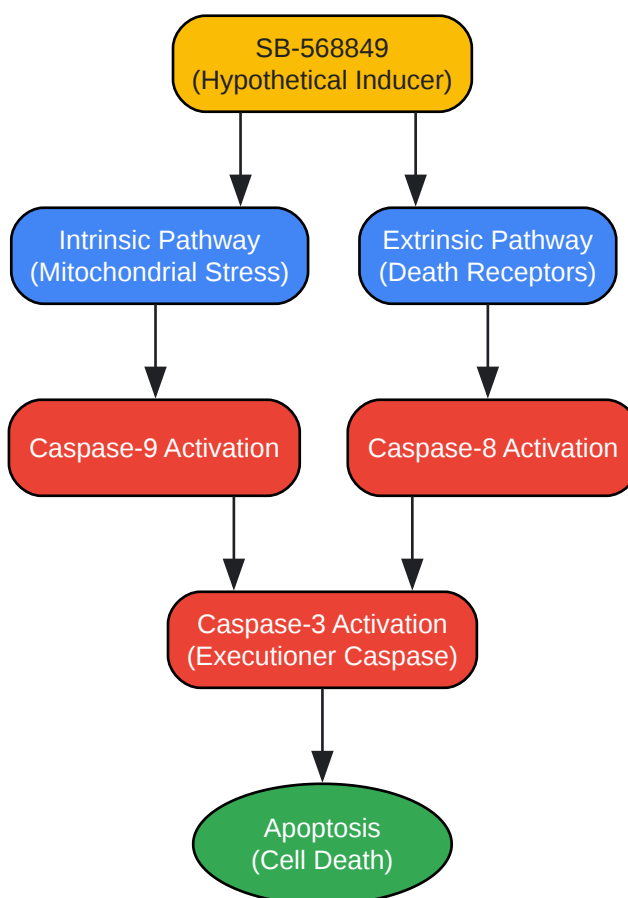 SB-568849
(Hypothetical Inducer)
Intrinsic Pathway
(Mitochondrial Stress)
Extrinsic Pathway
(Death Receptors)
Caspase-9 Activation
Caspase-8 Activation
Caspase-3 Activation
(Executioner Caspase)
Apoptosis
(Cell Death)